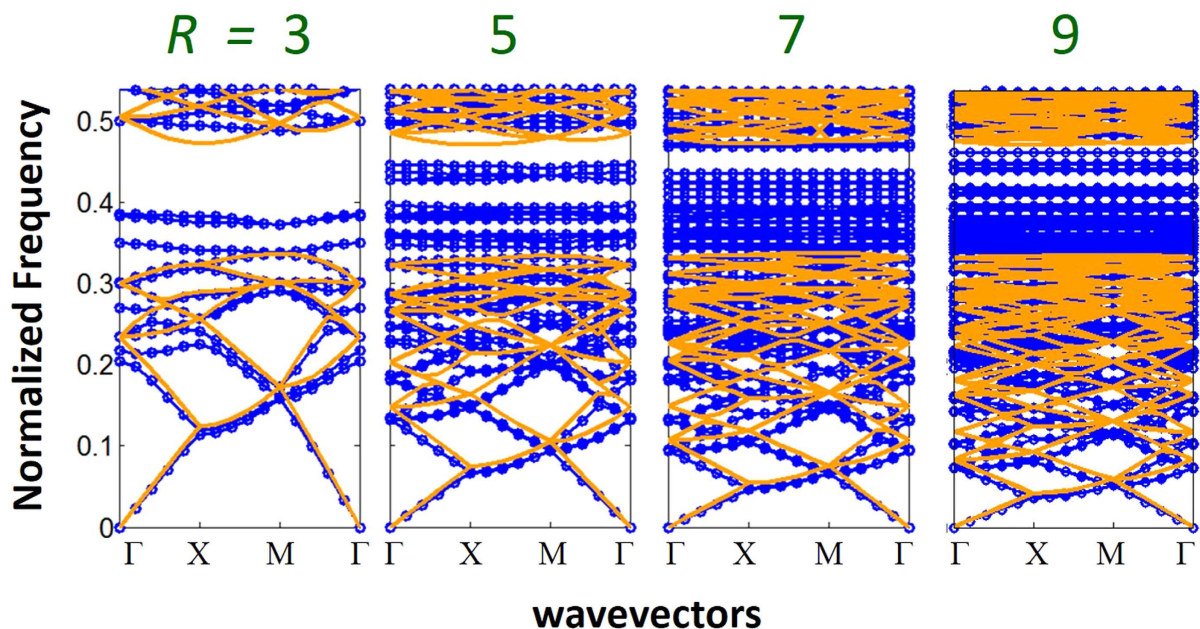 R = 3 5 7 9
Normalized Frequency
0.5
0.4
0.3
0.2
0.1
0
Γ X M Γ Γ X M Γ Γ X M Γ Γ X M Γ
wavevectors